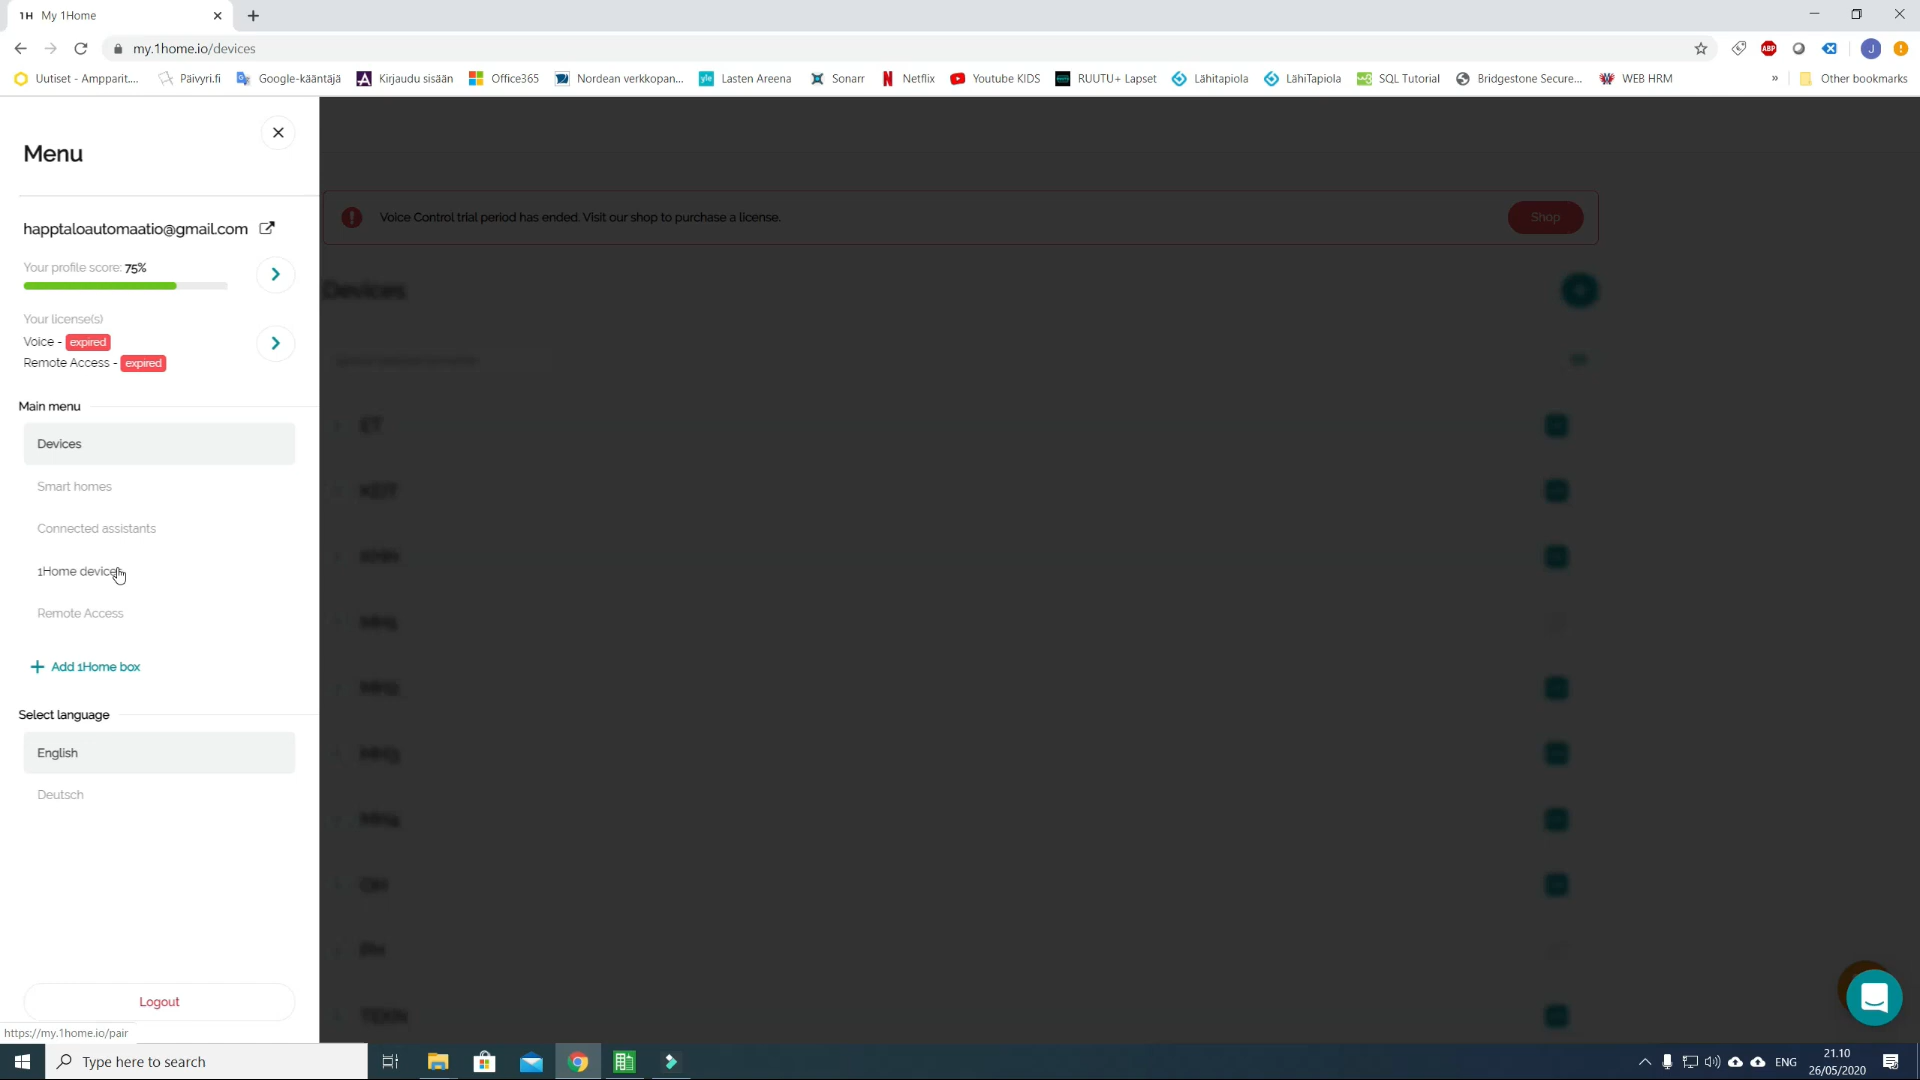 1H My 1Home
my.1home.io/devices
Uutiset - Ampparit....
Päivyri.fi
Google-kääntäjä
Kirjaudu sisään
Office365
Nordean verkkopan...
yle Lasten Areena
Sonarr
Netflix
Youtube KIDS
RUUTU+ Lapset
Lähitapiola
LähiTapiola
SQL Tutorial
Bridgestone Secure...
WEB HRM
»
Other bookmarks
ABP
J
Menu
happtaloautomaatio@gmail.com
Your profile score: 75%
Your license(s)
Voice - expired
Remote Access - expired
Main menu
Devices
Smart homes
Connected assistants
1Home devices
Remote Access
+ Add 1Home box
Select language
English
Deutsch
Logout
https://my.1home.io/pair
Voice Control trial period has ended. Visit our shop to purchase a license.
Shop
Devices
ET
KEIT
Type here to search
ENG
21.10
26/05/2020